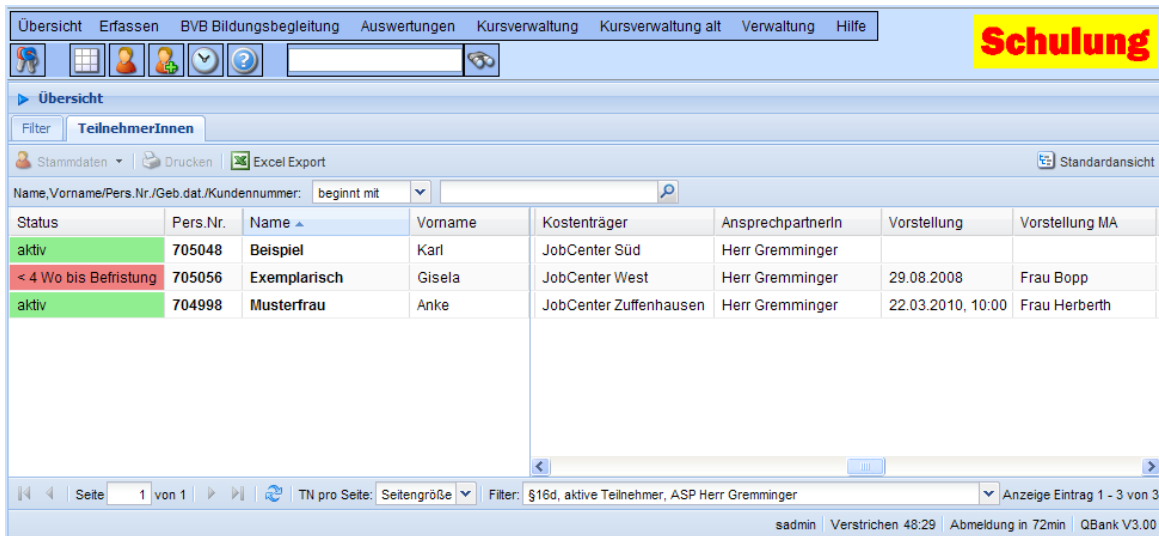 Übersicht Erfassen BVB Bildungsbegleitung Auswertungen Kursverwaltung Kursverwaltung alt Verwaltung Hilfe
Schulung
Übersicht
Filter TeilnehmerInnen
Stammdaten Drucken Excel Export Standardansicht
Name,Vorname/Pers.Nr./Geb.dat./Kundennummer: beginnt mit
Status Pers.Nr. Name Vorname Kostenträger AnsprechpartnerIn Vorstellung Vorstellung MA
aktiv 705048 Beispiel Karl JobCenter Süd Herr Gremminger
< 4 Wo bis Befristung 705056 Exemplarisch Gisela JobCenter West Herr Gremminger 29.08.2008 Frau Bopp
aktiv 704998 Musterfrau Anke JobCenter Zuffenhausen Herr Gremminger 22.03.2010, 10:00 Frau Herberth
Seite 1 von 1 TN pro Seite: Seitengröße Filter: §16d, aktive Teilnehmer, ASP Herr Gremminger Anzeige Eintrag 1 - 3 von 3
sadmin Verstrichen 48:29 Abmeldung in 72min QBank V3.00